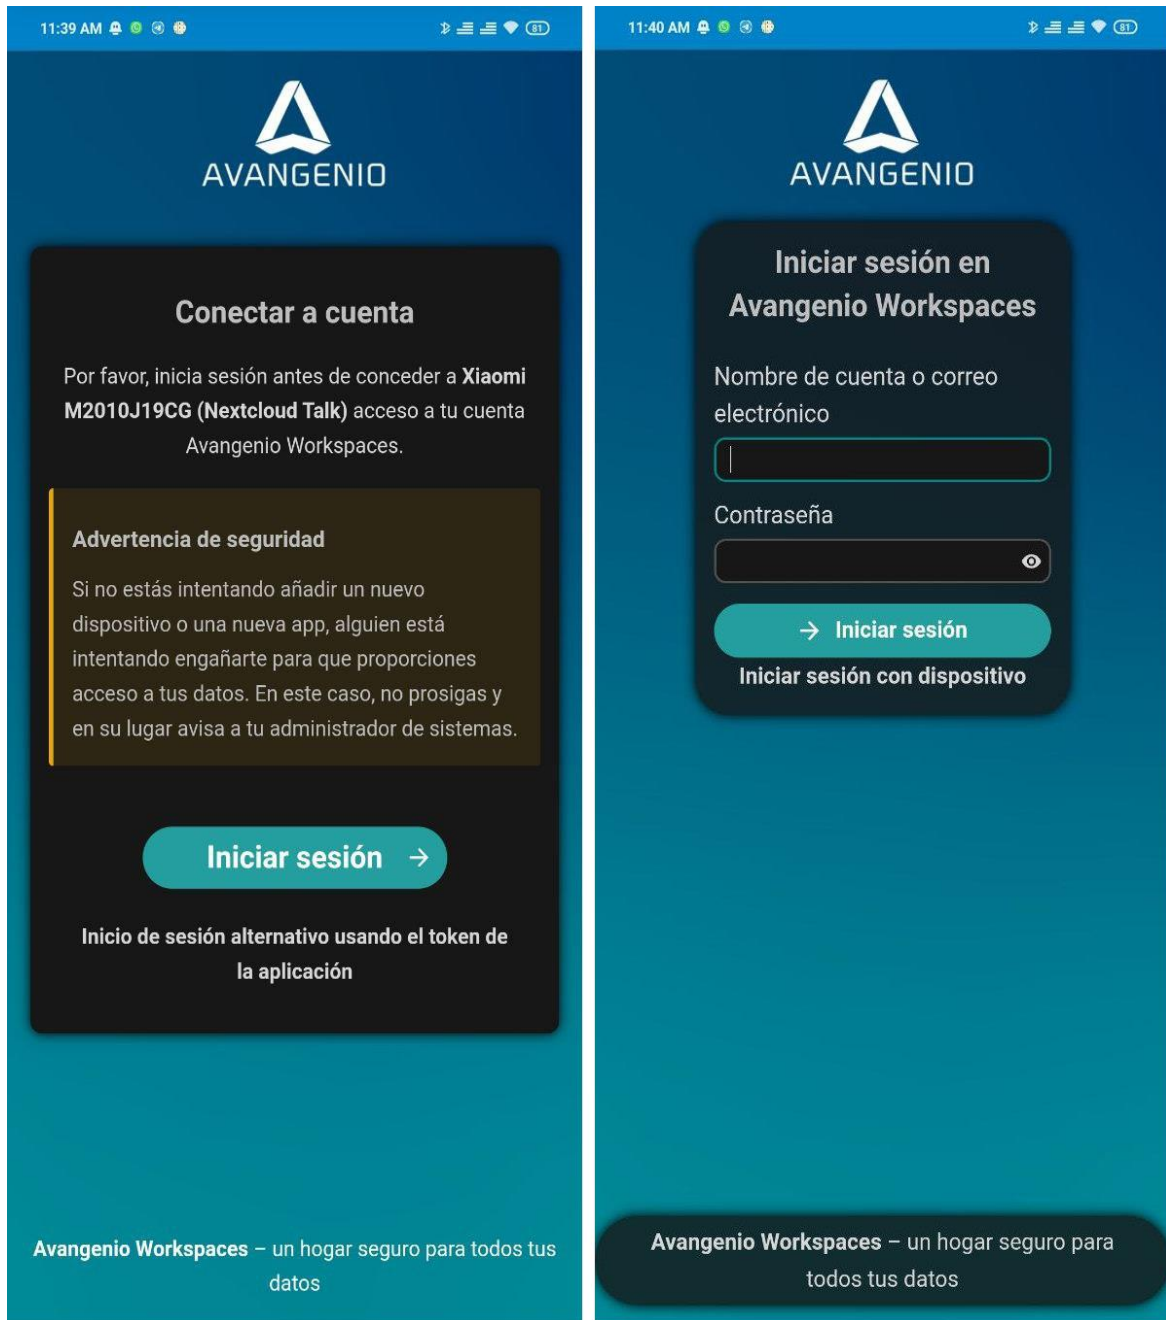 11:39 AM
81
AVANGENIO
Conectar a cuenta
Por favor, inicia sesión antes de conceder a Xiaomi
M2010J19CG (Nextcloud Talk) acceso a tu cuenta
Avangenio Workspaces.
Advertencia de seguridad
Si no estás intentando añadir un nuevo
dispositivo o una nueva app, alguien está
intentando engañarte para que proporciones
acceso a tus datos. En este caso, no prosigas y
en su lugar avisa a tu administrador de sistemas.
Iniciar sesión
Inicio de sesión alternativo usando el token de
la aplicación
Avangenio Workspaces – un hogar seguro para todos tus
datos
11:40 AM
81
AVANGENIO
Iniciar sesión en
Avangenio Workspaces
Nombre de cuenta o correo
electrónico
Contraseña
Iniciar sesión
Iniciar sesión con dispositivo
Avangenio Workspaces – un hogar seguro para
todos tus datos